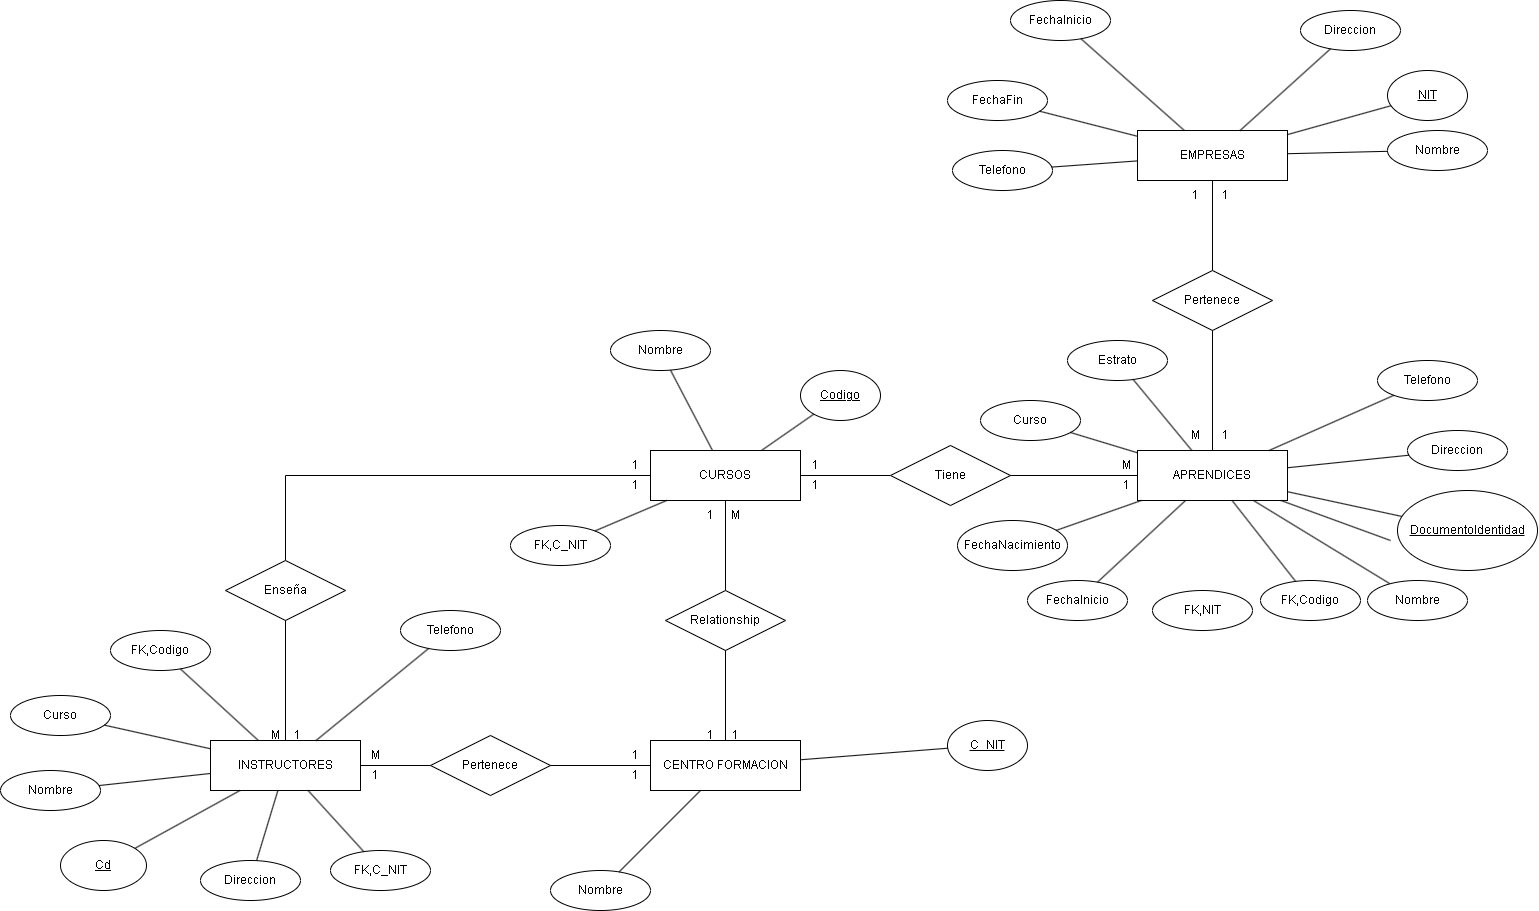 FechaInicio
Direccion
NIT
FechaFin
EMPRESAS
Nombre
Telefono
1 1
Pertenece
Nombre
Estrato
Telefono
Codigo
Curso
M 1
Direccion
1
1
CURSOS
1
1
Tiene
M
1
APRENDICES
1 M
FK,C_NIT
FechaNacimiento
DocumentoIdentidad
Enseña
FechaInicio
FK,NIT
FK,Codigo
Nombre
Relationship
FK,Codigo
Telefono
Curso
M 1
1 1
C_NIT
INSTRUCTORES
M
1
Pertenece
1
1
CENTRO FORMACION
Nombre
Cd
Direccion
FK,C_NIT
Nombre